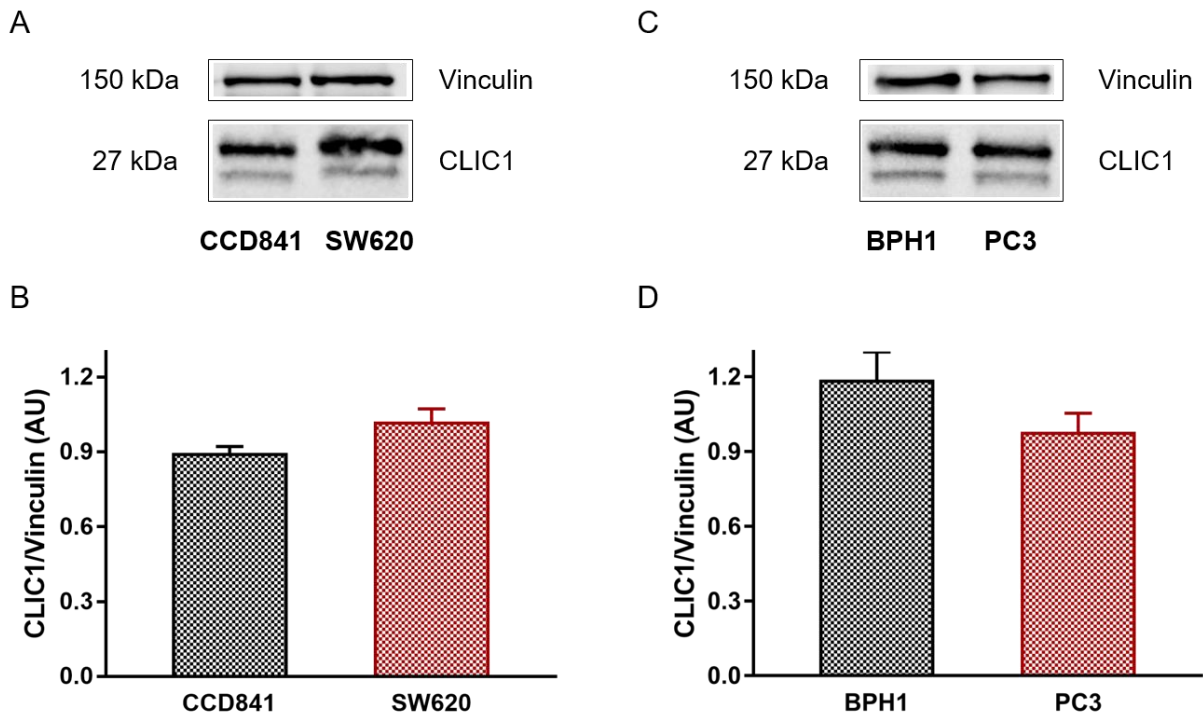 A
150 kDa Vinculin
27 kDa CLIC1
CCD841 SW620
B
CLIC1/Vinculin (AU)
1.2
0.9
0.6
0.3
0.0
CCD841 SW620
C
150 kDa Vinculin
27 kDa CLIC1
BPH1 PC3
D
CLIC1/Vinculin (AU)
1.2
0.9
0.6
0.3
0.0
BPH1 PC3